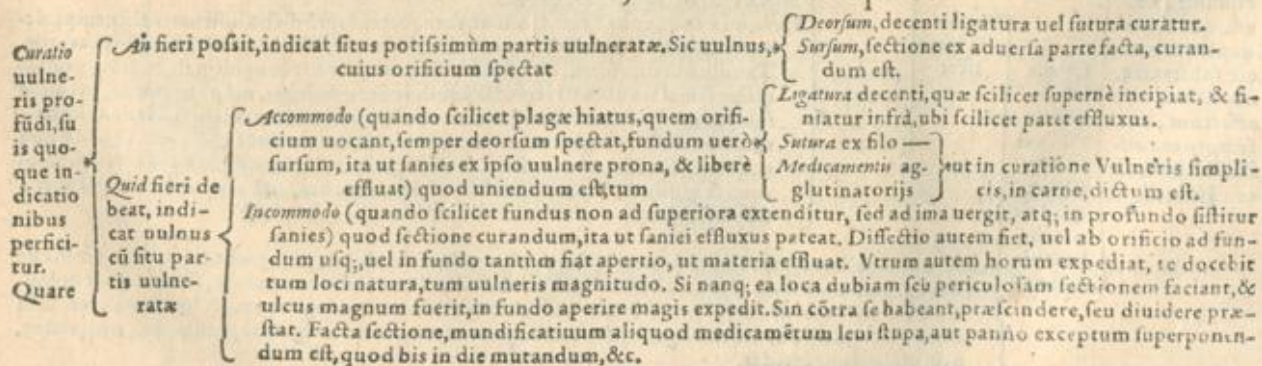 Curatio
uulne-
ris pro-
fũdi, su
is quo-
que in-
dicatio
nibus
perfici-
tur.
Quare
An fieri possit, indicat situs potissimùm partis uulneratæ. Sic uulnus,
cuius orificium spectat
Deorsum, decenti ligatura uel sutura curatur.
Sursum, sectione ex aduersa parte facta, curan-
dum est.
Quid fieri de
beat, indi-
cat uulnus
cũ situ par-
tis uulne-
ratæ
Accommodo (quando scilicet plagæ hiatus, quem orifi-
cium uocant, semper deorsum spectat, fundum uerò
sursum, ita ut sanies ex ipso uulnere prona, & liberè
effluat) quod uniendum est, tum
Ligatura decenti, quæ scilicet supernè incipiat, & fi-
niatur infrà, ubi scilicet patet effluxus.
Sutura ex filo —
Medicamentis ag-
glutinatorijs
ut in curatione Vulneris simpli-
cis, in carne, dictum est.
Incommodo (quando scilicet fundus non ad superiora extenditur, sed ad ima uergit, atq; in profundo sistitur
sanies) quod sectione curandum, ita ut saniei effluxus pateat. Dissectio autem fiet, uel ab orificio ad fun-
dum usq;, uel in fundo tantùm fiat apertio, ut materia effluat. Vtrum autem horum expediat, te docebit
tum loci natura, tum uulneris magnitudo. Si nanq; ea loca dubiam seu periculosam sectionem faciant, &
ulcus magnum fuerit, in fundo aperire magis expedit. Sin cõtra se habeant, præscindere, seu diuidere præ-
stat. Facta sectione, mundificatiuum aliquod medicamẽtum leui stupa, aut panno exceptum superponen-
dum est, quod bis in die mutandum, &c.